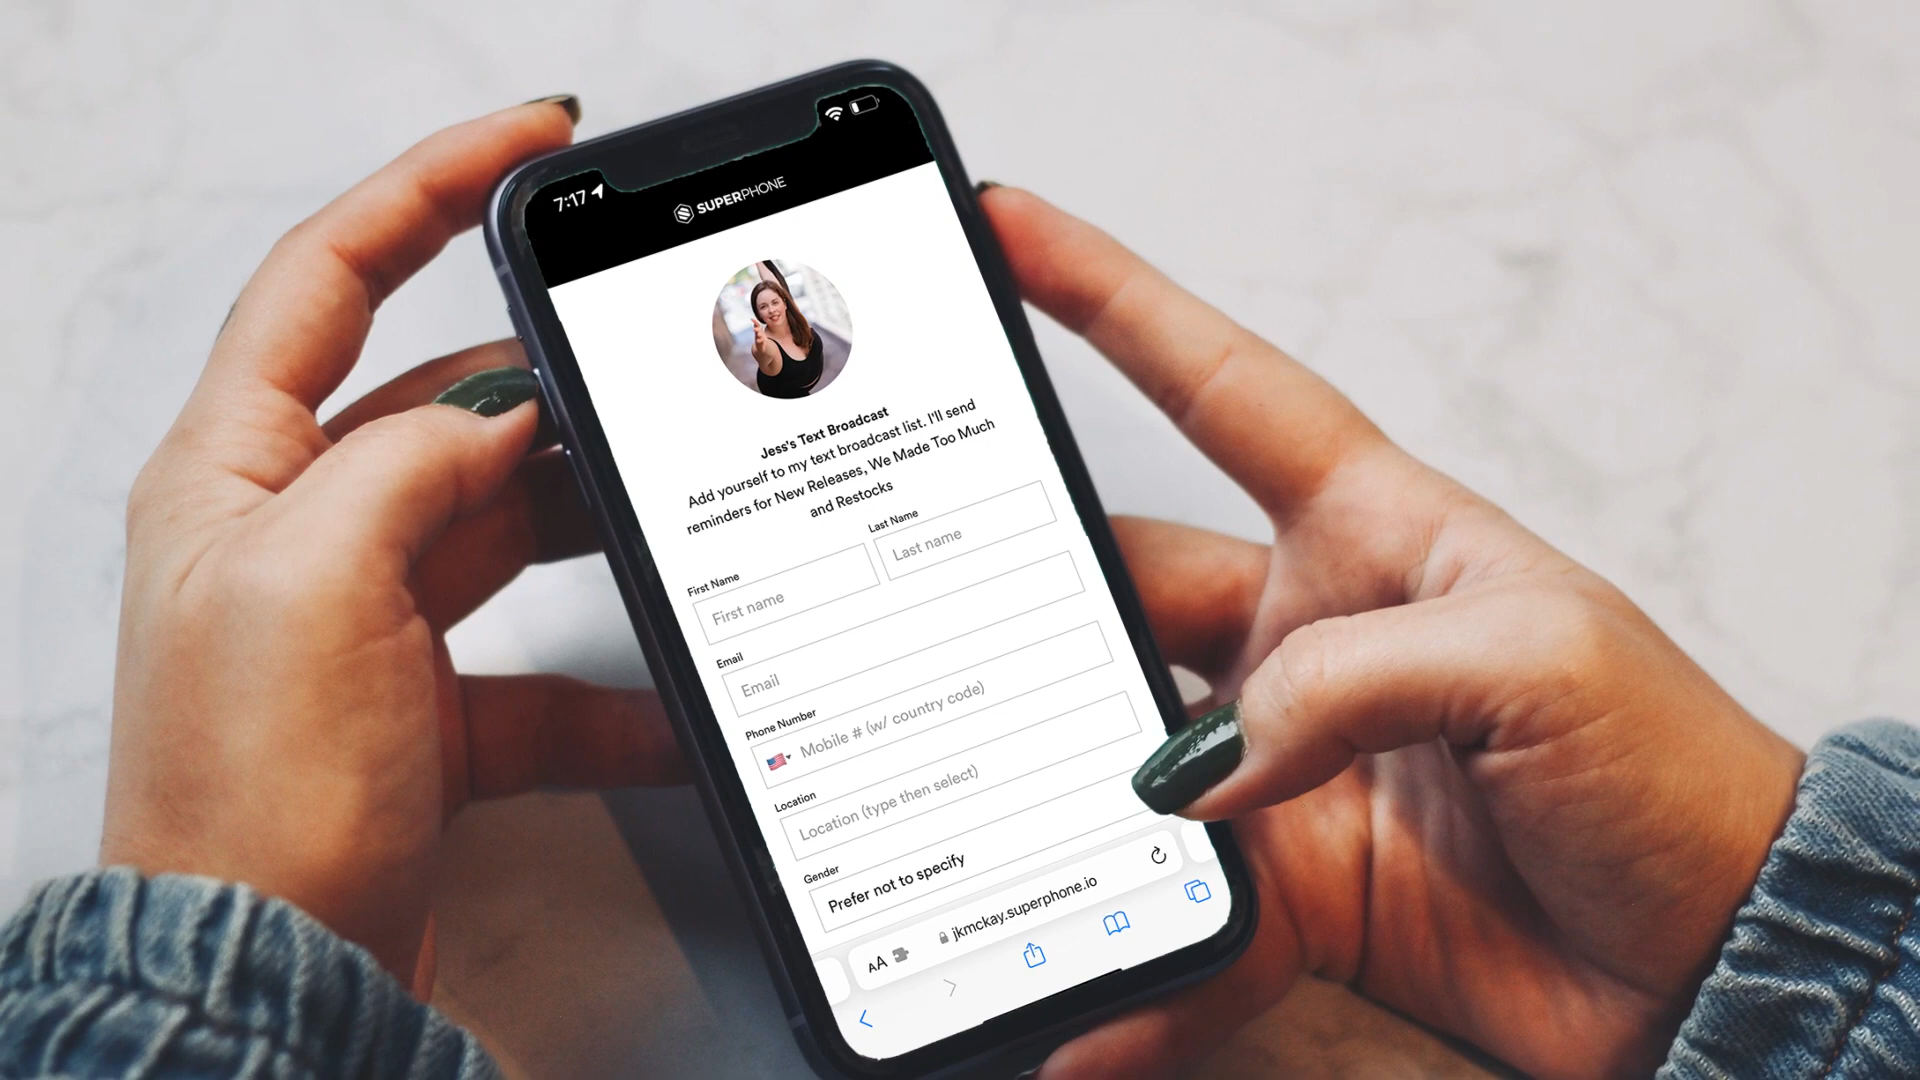 7:17
SUPERPHONE
Jess's Text Broadcast
Add yourself to my text broadcast list. I'll send
reminders for New Releases, We Made Too Much
and Restocks
First Name
Last Name
First name
Last name
Email
Email
Phone Number
Mobile # (w/ country code)
Location
Location (type then select)
Gender
Prefer not to specify
AA
jkmckay.superphone.io